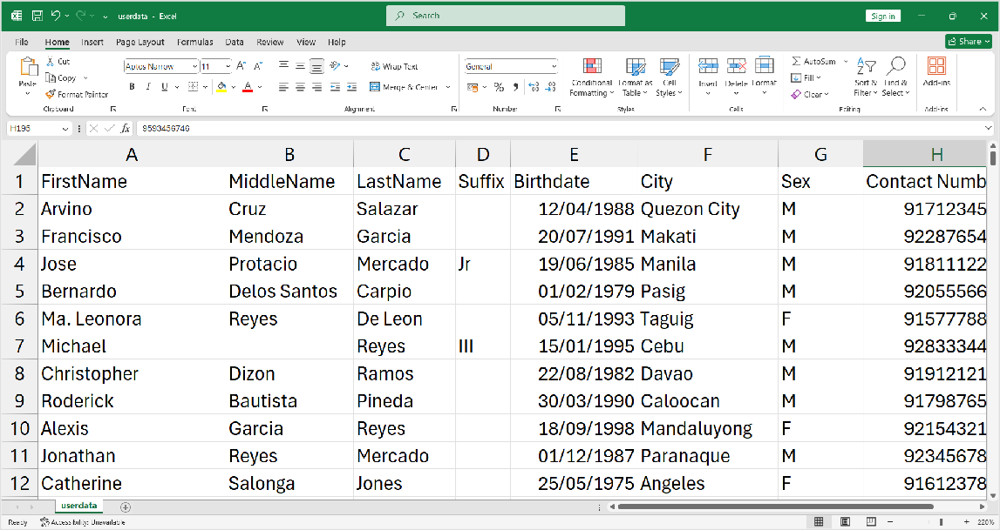 userdata - Excel Search Sign in
File Home Insert Page Layout Formulas Data Review View Help Share
Paste Cut Copy Format Painter Clipboard
Aptos Narrow 11 B I U A Font
Wrap Text Merge & Center Alignment
General % Number
Conditional Formatting Format as Table Cell Styles Styles
Insert Delete Format Cells
AutoSum Fill Clear Sort & Filter Find & Select Editing
Add-ins Add-ins
H195 fx 9593456746
A B C D E F G H
1 FirstName MiddleName LastName Suffix Birthdate City Sex Contact Numb
2 Arvino Cruz Salazar 12/04/1988 Quezon City M 91712345
3 Francisco Mendoza Garcia 20/07/1991 Makati M 92287654
4 Jose Protacio Mercado Jr 19/06/1985 Manila M 91811122
5 Bernardo Delos Santos Carpio 01/02/1979 Pasig M 92055566
6 Ma. Leonora Reyes De Leon 05/11/1993 Taguig F 91577788
7 Michael Reyes III 15/01/1995 Cebu M 92833344
8 Christopher Dizon Ramos 22/08/1982 Davao M 91912121
9 Roderick Bautista Pineda 30/03/1990 Caloocan M 91798765
10 Alexis Garcia Reyes 18/09/1998 Mandaluyong F 92154321
11 Jonathan Reyes Mercado 01/12/1987 Paranaque M 92345678
12 Catherine Salonga Jones 25/05/1975 Angeles F 91612378
userdata
Ready Accessibility: Unavailable 220%